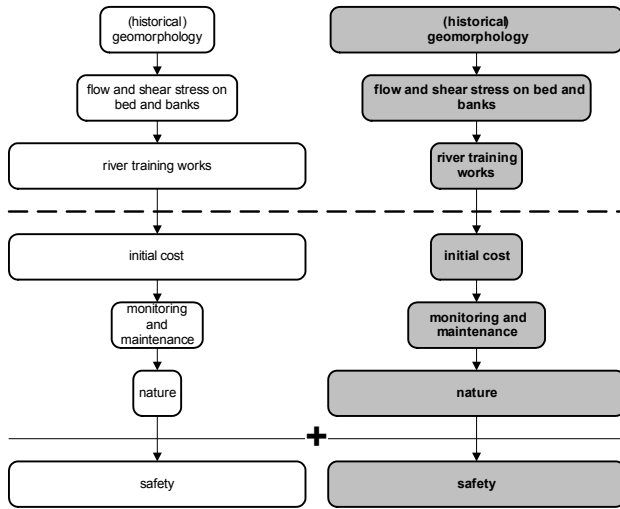 (historical)
geomorphology
flow and shear stress on
bed and banks
river training works
initial cost
monitoring
and
maintenance
nature
safety
(historical)
geomorphology
flow and shear stress on bed and
banks
river training
works
initial cost
monitoring and
maintenance
nature
+
safety